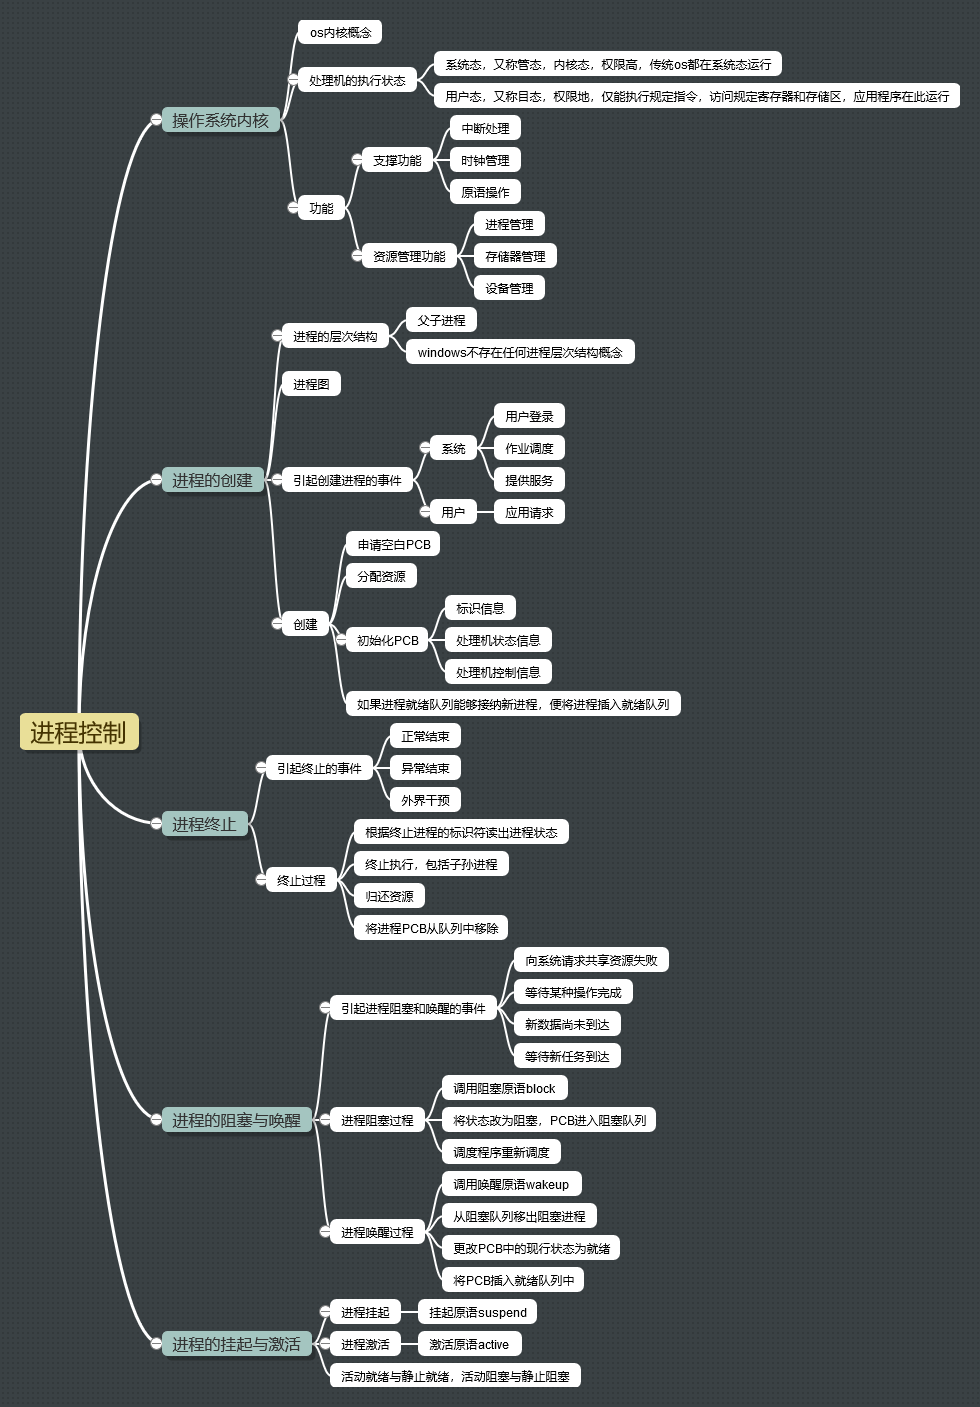 进程控制
操作系统内核
os内核概念
处理机的执行状态
系统态，又称管态，内核态，权限高，传统os都在系统态运行
用户态，又称目态，权限地，仅能执行规定指令，访问规定寄存器和存储区，应用程序在此运行
功能
支撑功能
中断处理
时钟管理
原语操作
资源管理功能
进程管理
存储器管理
设备管理
进程的创建
进程的层次结构
父子进程
windows不存在任何进程层次结构概念
进程图
引起创建进程的事件
系统
用户登录
作业调度
提供服务
用户
应用请求
创建
申请空白PCB
分配资源
初始化PCB
标识信息
处理机状态信息
处理机控制信息
如果进程就绪队列能够接纳新进程，便将进程插入就绪队列
进程终止
引起终止的事件
正常结束
异常结束
外界干预
终止过程
根据终止进程的标识符读出进程状态
终止执行，包括子孙进程
归还资源
将进程PCB从队列中移除
进程的阻塞与唤醒
引起进程阻塞和唤醒的事件
向系统请求共享资源失败
等待某种操作完成
新数据尚未到达
等待新任务到达
进程阻塞过程
调用阻塞原语block
将状态改为阻塞，PCB进入阻塞队列
调度程序重新调度
进程唤醒过程
调用唤醒原语wakeup
从阻塞队列移出阻塞进程
更改PCB中的现行状态为就绪
将PCB插入就绪队列中
进程的挂起与激活
进程挂起
挂起原语suspend
进程激活
激活原语active
活动就绪与静止就绪，活动阻塞与静止阻塞